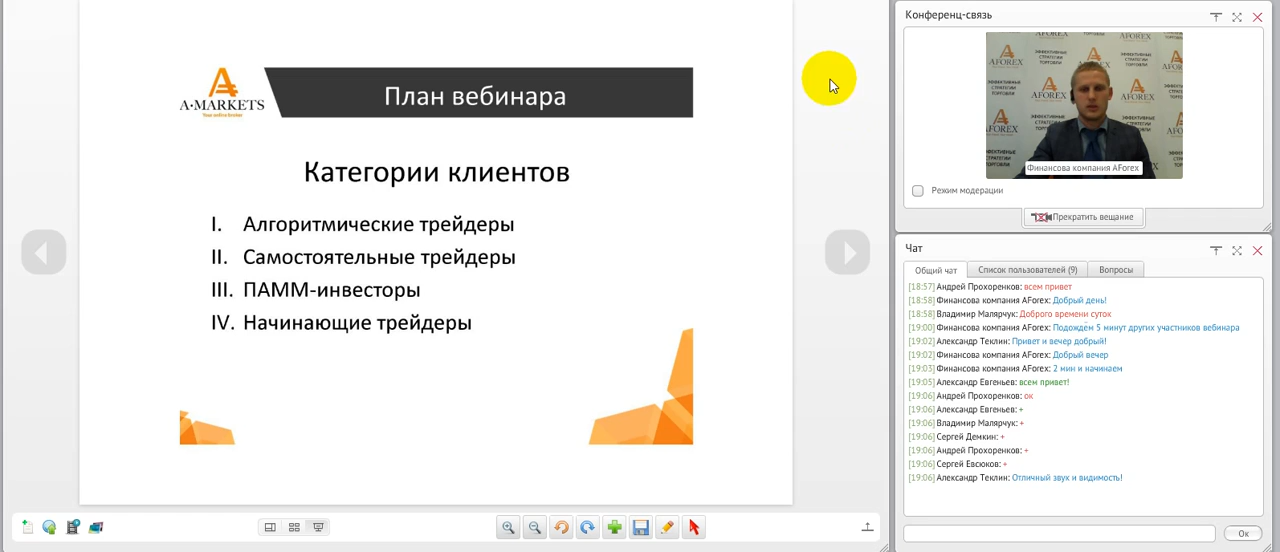 A·MARKETS
План вебинара
Категории клиентов
I. Алгоритмические трейдеры
II. Самостоятельные трейдеры
III. ПАММ-инвесторы
IV. Начинающие трейдеры
Конференц-связь
AFOREX
ЭФФЕКТИВНЫЕ СТРАТЕГИИ ТОРГОВЛИ
Финансова компания AForex
Режим модерации
Прекратить вещание
Чат
Общий чат
Список пользователей (9)
Вопросы
[18:57] Андрей Прохоренков: всем привет
[18:58] Финансова компания AForex: Добрый день!
[18:58] Владимир Малярчук: Доброго времени суток
[19:00] Финансова компания AForex: Подождём 5 минут других участников вебинара
[19:02] Александр Теклин: Привет и вечер добрый!
[19:02] Финансова компания AForex: Добрый вечер
[19:03] Финансова компания AForex: 2 мин и начинаем
[19:05] Александр Евгеньев: всем привет!
[19:06] Андрей Прохоренков: ок
[19:06] Александр Евгеньев: +
[19:06] Владимир Малярчук: +
[19:06] Сергей Демкин: +
[19:06] Андрей Прохоренков: +
[19:06] Сергей Евсюков: +
[19:06] Александр Теклин: Отличный звук и видимость!
Ок